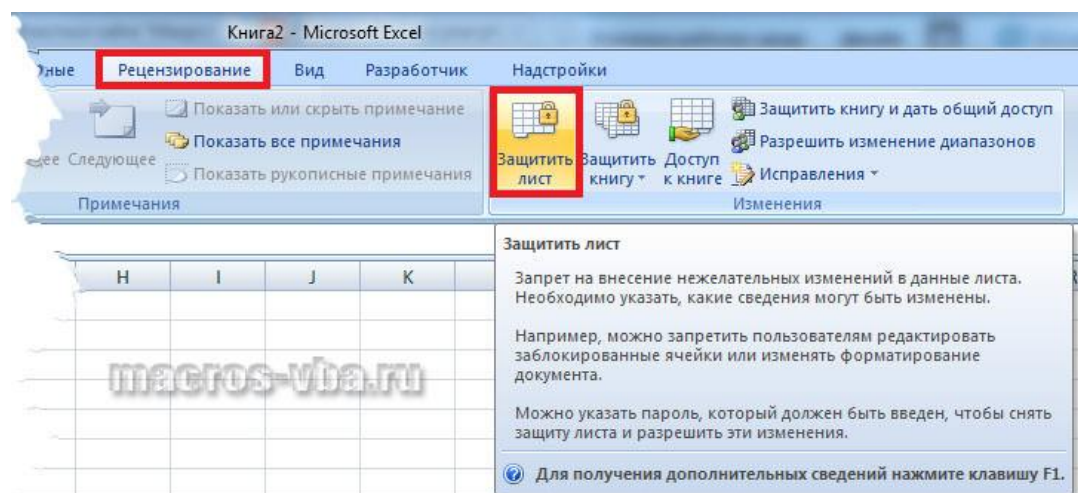 Книга2 - Microsoft Excel
Рецензирование Вид Разработчик Надстройки
Показать или скрыть примечание
Показать все примечания
Показать рукописные примечания
Следующее
Примечания
Защитить лист
Защитить книгу
Доступ к книге
Защитить книгу и дать общий доступ
Разрешить изменение диапазонов
Исправления
Изменения
H I J K
Защитить лист
Запрет на внесение нежелательных изменений в данные листа.
Необходимо указать, какие сведения могут быть изменены.
Например, можно запретить пользователям редактировать
заблокированные ячейки или изменять форматирование
документа.
Можно указать пароль, который должен быть введен, чтобы снять
защиту листа и разрешить эти изменения.
Для получения дополнительных сведений нажмите клавишу F1.
macros-vba.ru